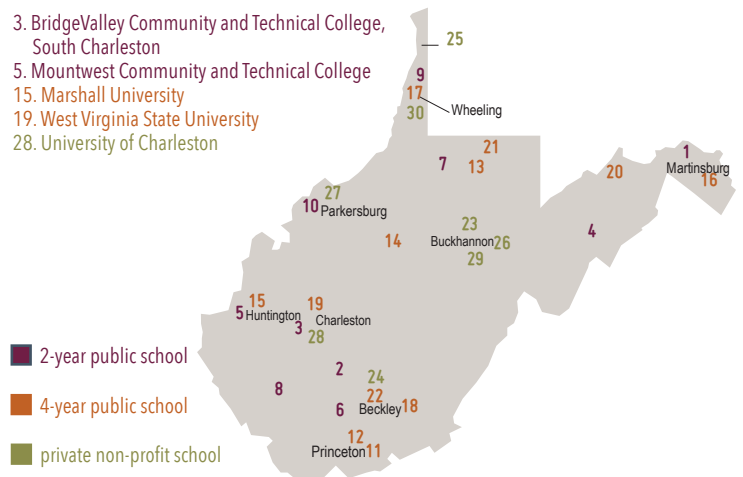 3. BridgeValley Community and Technical College,
South Charleston
5. Mountwest Community and Technical College
15. Marshall University
19. West Virginia State University
28. University of Charleston
25
9
17
Wheeling
30
21
7
13
1
Martinsburg
20
16
27
10
Parkersburg
23
4
14
Buckhannon
26
29
15
19
5
Huntington
Charleston
3
28
2-year public school
2
24
8
22
4-year public school
6
Beckley
18
12
private non-profit school
Princeton
11